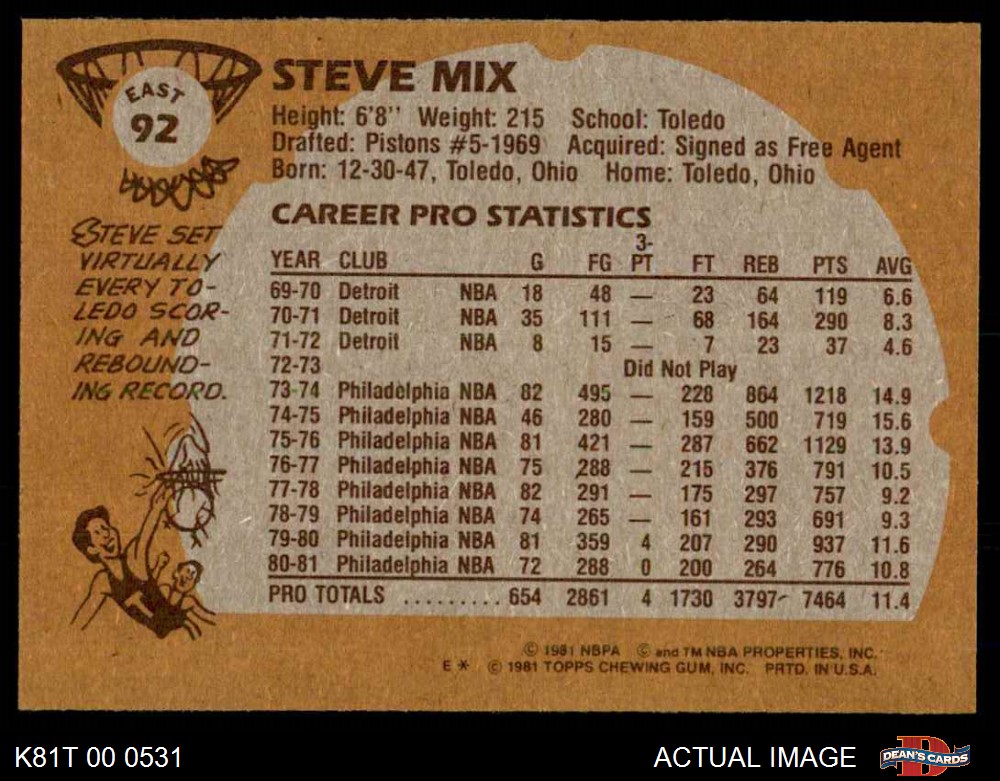 EAST
92
STEVE MIX
Height: 6'8'' Weight: 215 School: Toledo
Drafted: Pistons #5-1969 Acquired: Signed as Free Agent
Born: 12-30-47, Toledo, Ohio Home: Toledo, Ohio
STEVE SET
VIRTUALLY
EVERY TO-
LEDO SCOR-
ING AND
REBOUND-
ING RECORD.
T
CAREER PRO STATISTICS
YEAR CLUB G FG 3-PT FT REB PTS AVG
69-70 Detroit NBA 18 48 — 23 64 119 6.6
70-71 Detroit NBA 35 111 — 68 164 290 8.3
71-72 Detroit NBA 8 15 — 7 23 37 4.6
72-73 Did Not Play
73-74 Philadelphia NBA 82 495 — 228 864 1218 14.9
74-75 Philadelphia NBA 46 280 — 159 500 719 15.6
75-76 Philadelphia NBA 81 421 — 287 662 1129 13.9
76-77 Philadelphia NBA 75 288 — 215 376 791 10.5
77-78 Philadelphia NBA 82 291 — 175 297 757 9.2
78-79 Philadelphia NBA 74 265 — 161 293 691 9.3
79-80 Philadelphia NBA 81 359 4 207 290 937 11.6
80-81 Philadelphia NBA 72 288 0 200 264 776 10.8
PRO TOTALS ......... 654 2861 4 1730 3797 7464 11.4
© 1981 NBPA © and TM NBA PROPERTIES, INC.
E * © 1981 TOPPS CHEWING GUM, INC. PRTD. IN U.S.A.
K81T 00 0531
ACTUAL IMAGE
DEAN'S CARDS